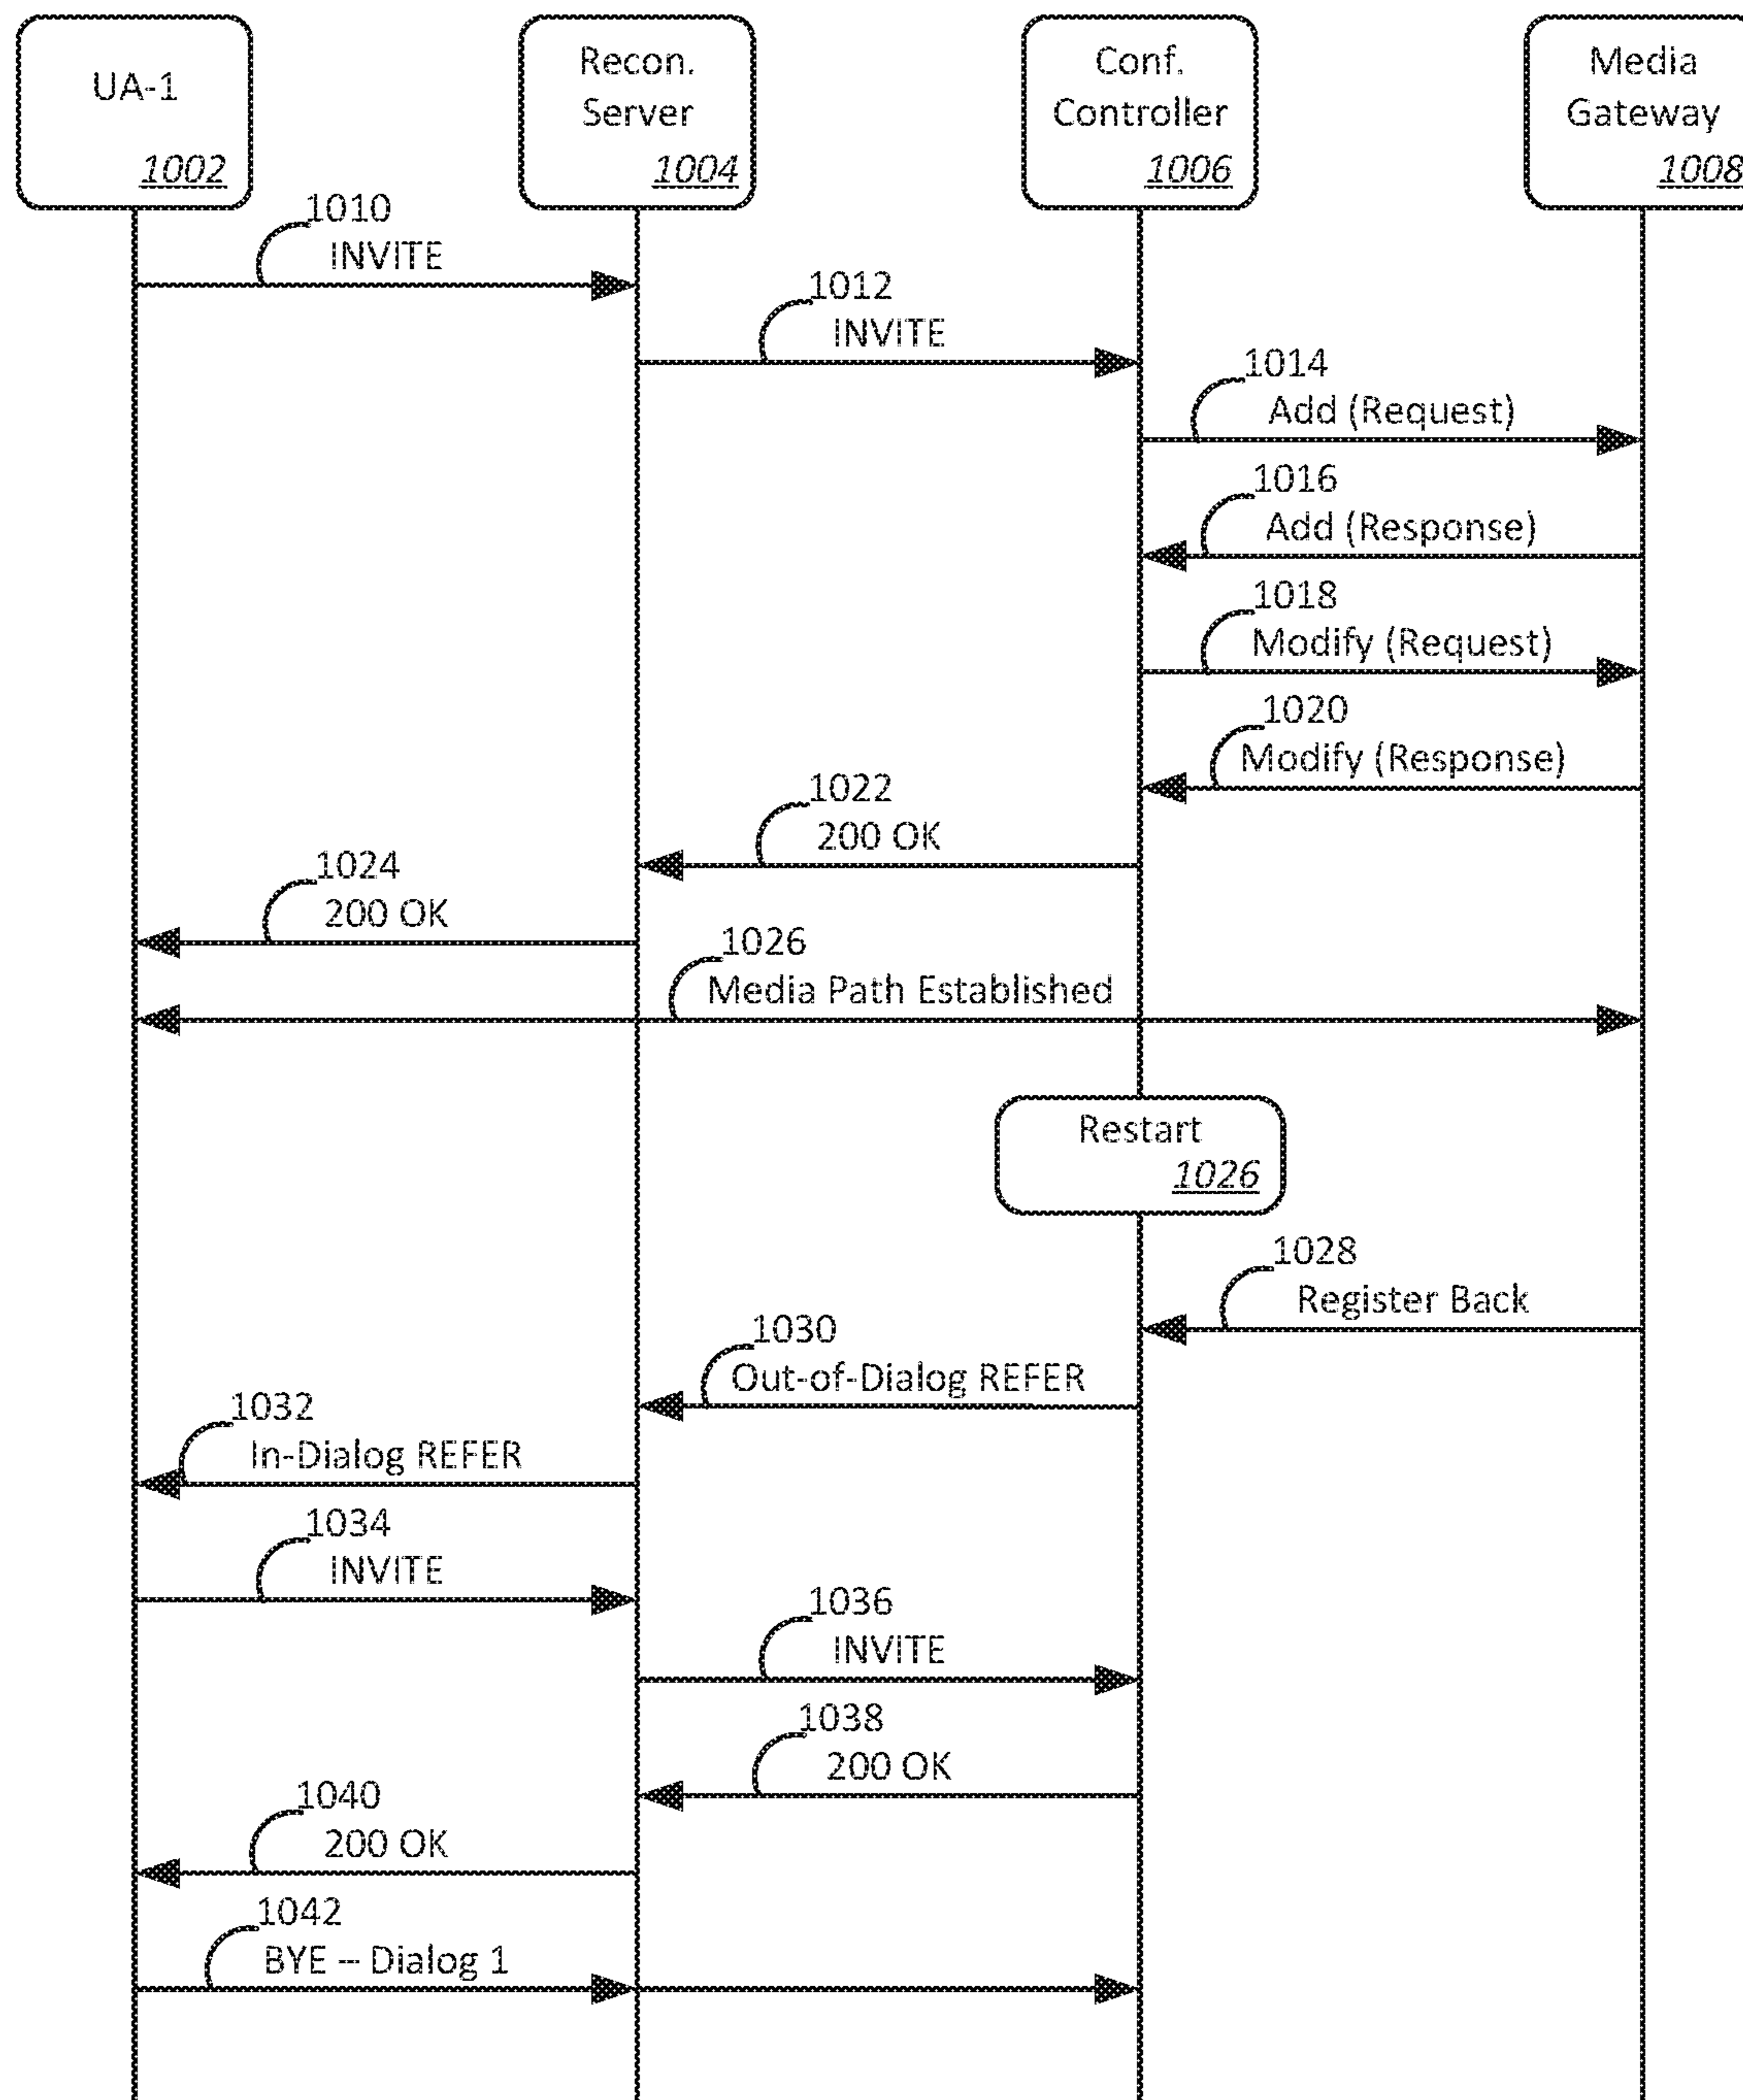 UA-1
1002
Recon.
Server
1004
Conf.
Controller
1006
Media
Gateway
1008
1010
INVITE
1012
INVITE
1014
Add (Request)
1016
Add (Response)
1018
Modify (Request)
1020
Modify (Response)
1022
200 OK
1024
200 OK
1026
Media Path Established
Restart
1026
1028
Register Back
1030
Out-of-Dialog REFER
1032
In-Dialog REFER
1034
INVITE
1036
INVITE
1038
200 OK
1040
200 OK
1042
BYE -- Dialog 1